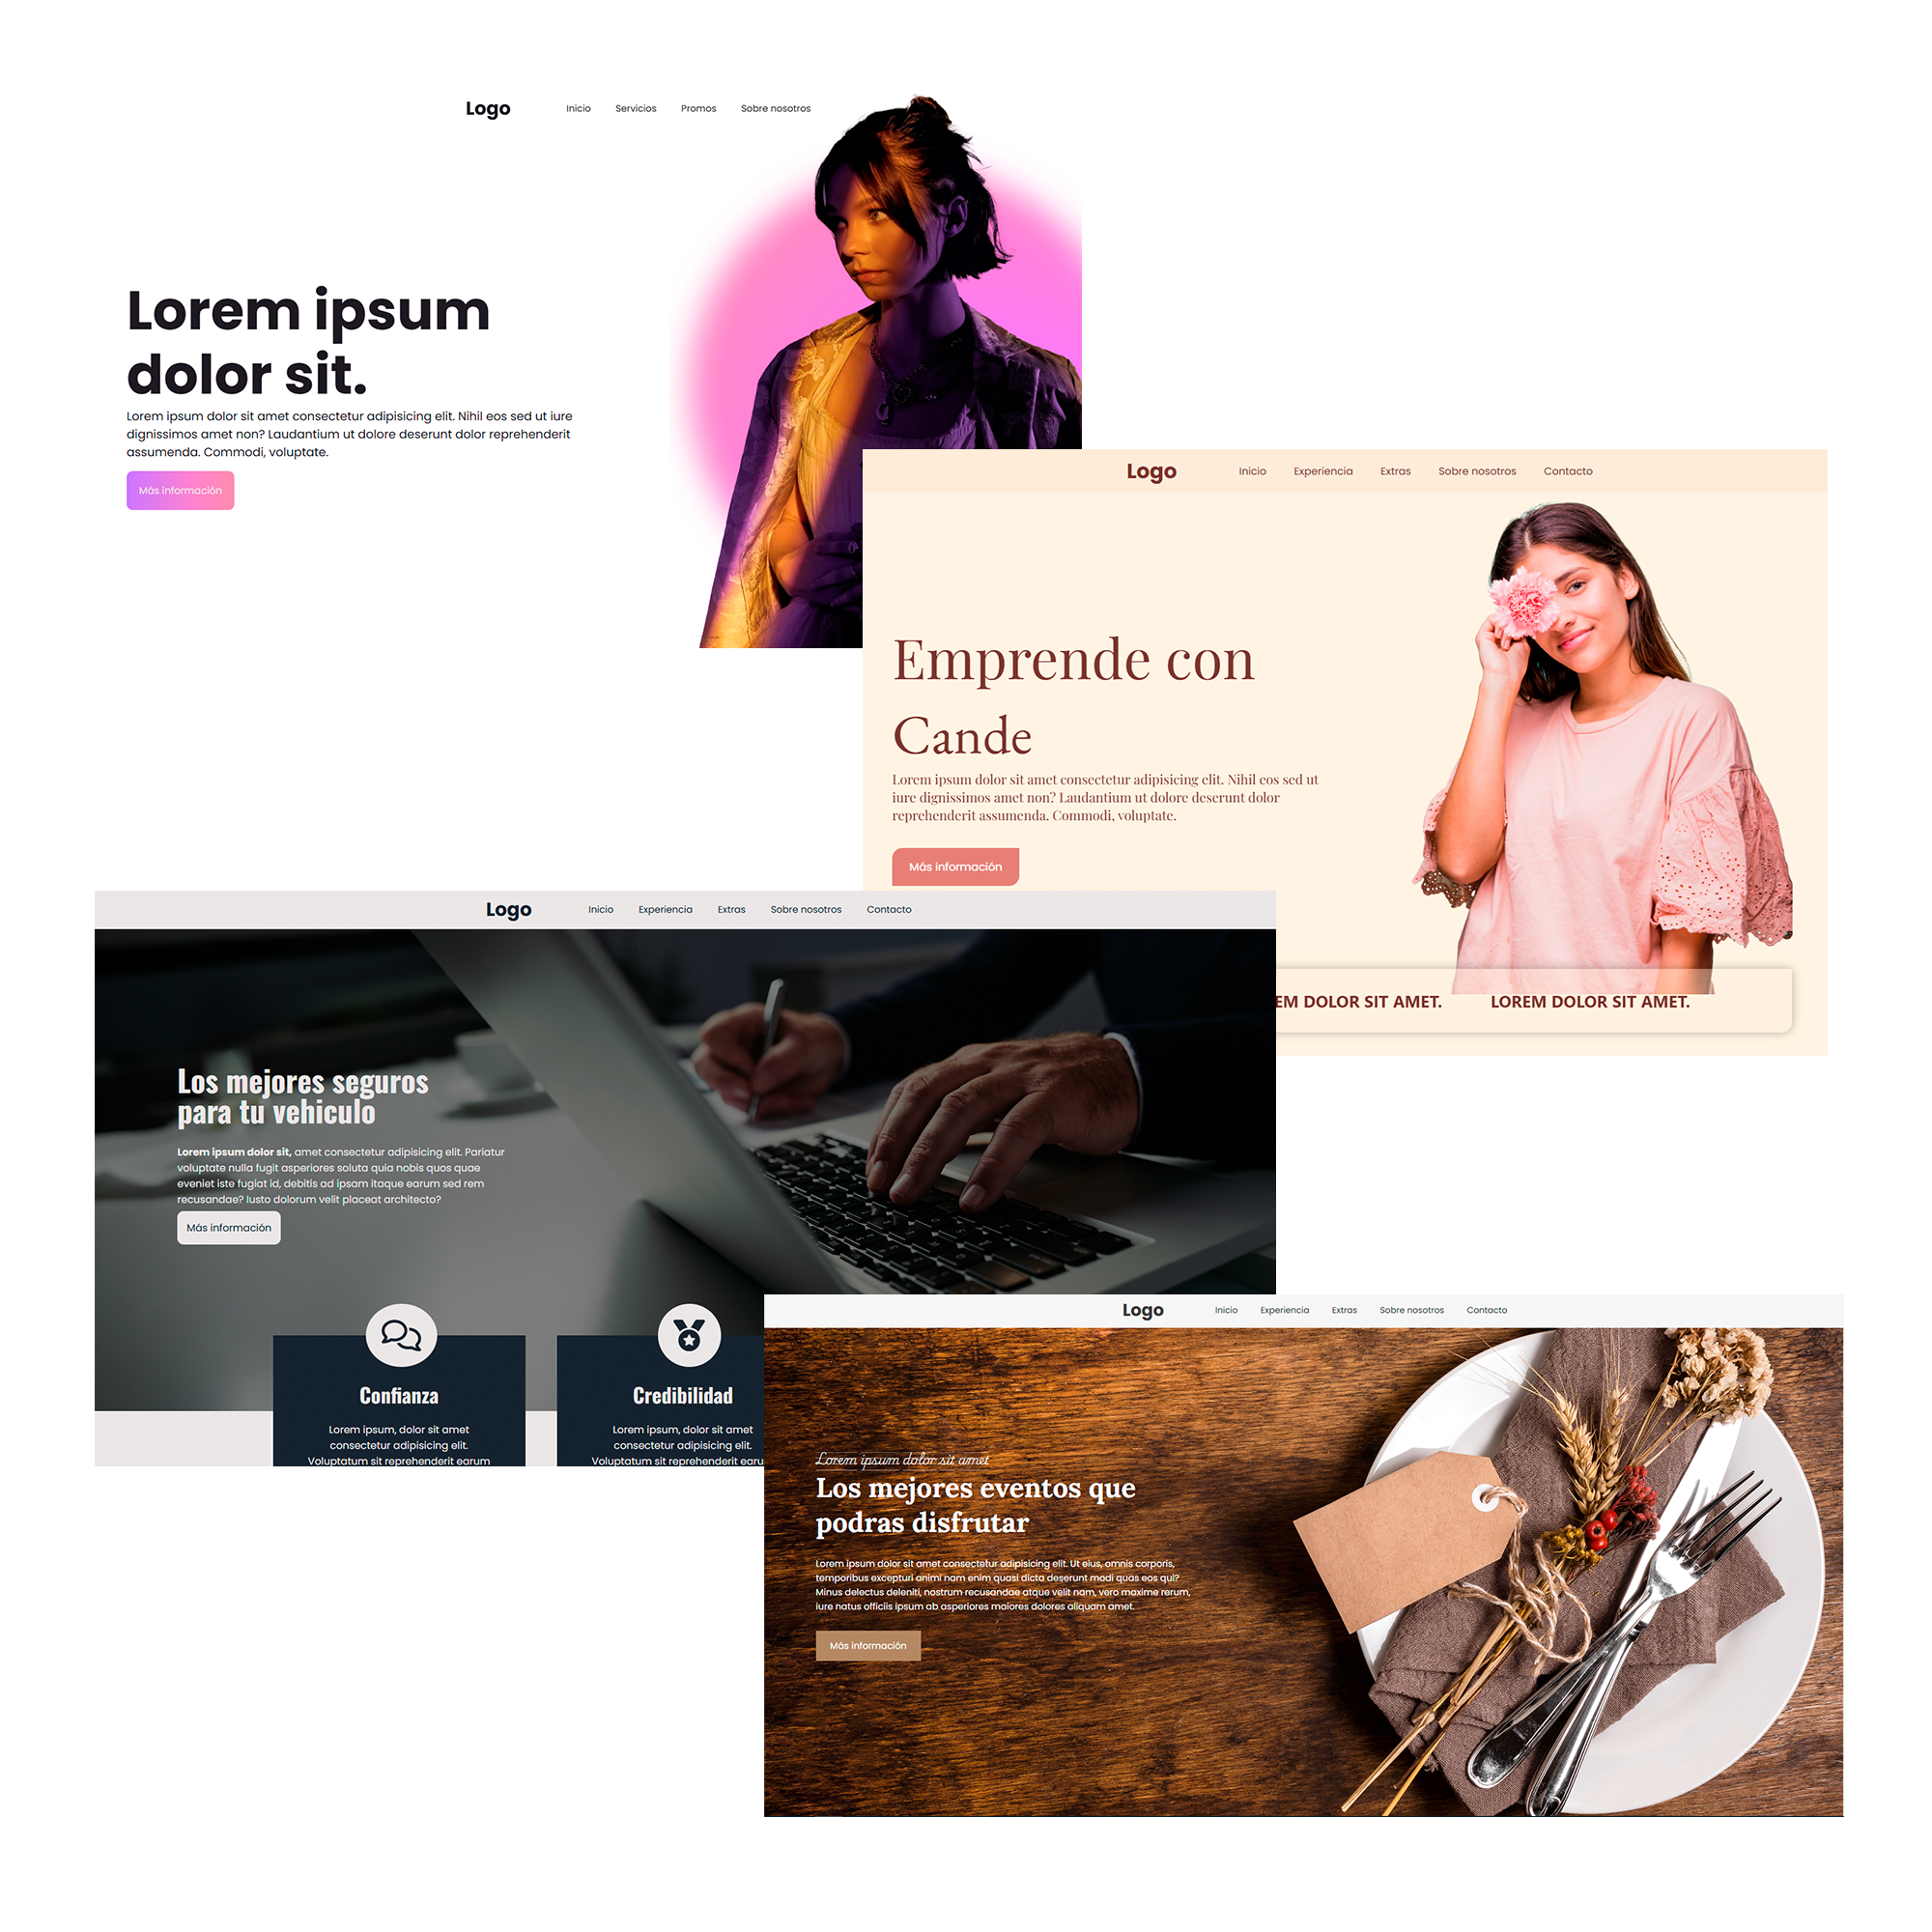 Logo Inicio Servicios Promos Sobre nosotros
Lorem ipsum
dolor sit.
Lorem ipsum dolor sit amet consectetur adipisicing elit. Nihil eos sed ut iure
dignissimos amet non? Laudantium ut dolore deserunt dolor reprehenderit
assumenda. Commodi, voluptate.
Más información
Logo Inicio Experiencia Extras Sobre nosotros Contacto
Emprende con
Cande
Lorem ipsum dolor sit amet consectetur adipisicing elit. Nihil eos sed ut
iure dignissimos amet non? Laudantium ut dolore deserunt dolor
reprehenderit assumenda. Commodi, voluptate.
Más información
EM DOLOR SIT AMET. LOREM DOLOR SIT AMET.
Logo Inicio Experiencia Extras Sobre nosotros Contacto
Los mejores seguros
para tu vehiculo
Lorem ipsum dolor sit, amet consectetur adipisicing elit. Pariatur
voluptate nulla fugit asperiores soluta quia nobis quos quae
eveniet iste fugiat id, debitis ad ipsam itaque earum sed rem
recusandae? Iusto dolorum velit placeat architecto?
Más información
Confianza
Lorem ipsum, dolor sit amet
consectetur adipisicing elit.
Voluptatum sit reprehenderit earum
Credibilidad
Lorem ipsum, dolor sit amet
consectetur adipisicing elit.
Voluptatum sit reprehenderit earu
Logo Inicio Experiencia Extras Sobre nosotros Contacto
Lorem ipsum dolor sit amet
Los mejores eventos que
podras disfrutar
Lorem ipsum dolor sit amet consectetur adipisicing elit. Ut eius, omnis corporis,
temporibus excepturi animi nam enim quasi dicta deserunt modi quas eos qui?
Minus delectus deleniti, nostrum recusandae atque velit nam, vero maxime rerum,
iure natus officiis ipsum ab asperiores maiores dolores aliquam amet.
Más información